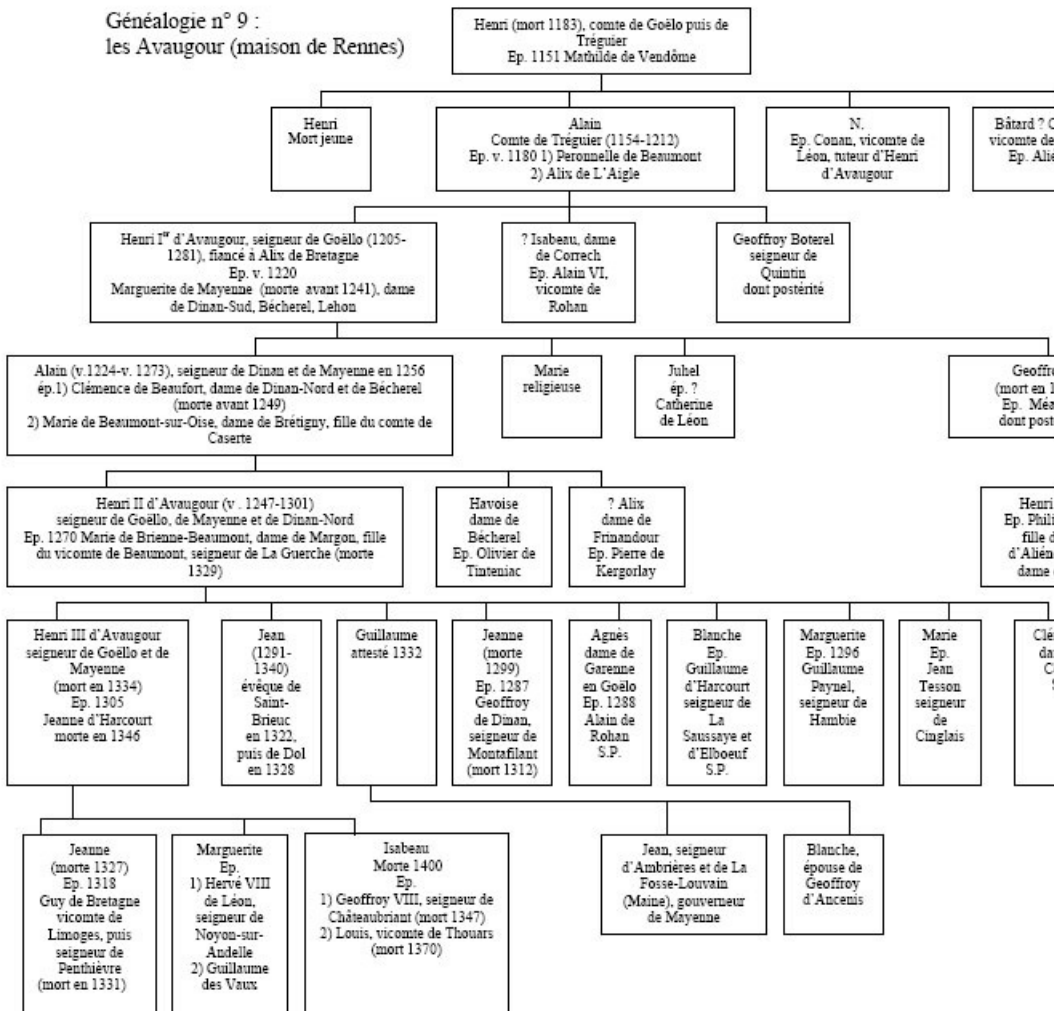 Généalogie n° 9 :
les Avaugour (maison de Rennes)
Henri (mort 1183), comte de Goëlo puis de
Tréguier
Ep. 1151 Mathilde de Vendôme
Henri
Mort jeune
Alain
Comte de Tréguier (1154-1212)
Ep. v. 1180 1) Peronnelle de Beaumont
2) Alix de L'Aigle
N.
Ep. Conan, vicomte de
Léon, tuteur d'Henri
d'Avaugour
Bâtard ?
vicomte de
Ep.
Henri Ier d'Avaugour, seigneur de Goëllo (1205-
1281), fiancé à Alix de Bretagne
Ep. v. 1220
Marguerite de Mayenne (morte avant 1241), dame
de Dinan-Sud, Bécherel, Lehon
? Isabeau, dame
de Correch
Ep. Alain VI,
vicomte de
Rohan
Geoffroy Boterel
seigneur de
Quintin
dont postérité
Alain (v.1224-v. 1273), seigneur de Dinan et de Mayenne en 1256
ép.1) Clémence de Beaufort, dame de Dinan-Nord et de Bécherel
(morte avant 1249)
2) Marie de Beaumont-sur-Oise, dame de Brétigny, fille du comte de
Caserte
Marie
religieuse
Juhel
ép. ?
Catherine
de Léon
(mort en
Ep.
dont
Henri II d'Avaugour (v . 1247-1301)
seigneur de Goëllo, de Mayenne et de Dinan-Nord
Ep. 1270 Marie de Brienne-Beaumont, dame de Margon, fille
du vicomte de Beaumont, seigneur de La Guerche (morte
1329)
Havoise
dame de
Bécherel
Ep. Olivier de
Tinteniac
? Alix
dame de
Frinandour
Ep. Pierre de
Kergorlay
Henri
Ep.
fille
dame
Henri III d'Avaugour
seigneur de Goëllo et de
Mayenne
(mort en 1334)
Ep. 1305
Jeanne d'Harcourt
morte en 1346
Jean
(1291-
1340)
évêque de
Saint-
Brieuc
en 1322,
puis de Dol
en 1328
Guillaume
attesté 1332
Jeanne
(morte
1299)
Ep. 1287
Geoffroy
de Dinan,
seigneur de
Montafilant
(mort 1312)
Agnès
dame de
Garenne
en Goëlo
Ep. 1288
Alain de
Rohan
S.P.
Blanche
Ep.
Guillaume
d'Harcourt
seigneur de
La
Saussaye et
d'Elboeuf
S.P.
Marguerite
Ep. 1296
Guillaume
Paynel,
seigneur de
Hambie
Marie
Ep.
Jean
Tesson
seigneur
de
Cinglais
Jeanne
(morte 1327)
Ep. 1318
Guy de Bretagne
vicomte de
Limoges, puis
seigneur de
Penthièvre
(mort en 1331)
Marguerite
Ep.
1) Hervé VIII
de Léon,
seigneur de
Noyon-sur-
Andelle
2) Guillaume
des Vaux
Isabeau
Morte 1400
Ep.
1) Geoffroy VIII, seigneur de
Châteaubriant (mort 1347)
2) Louis, vicomte de Thouars
(mort 1370)
Jean, seigneur
d'Ambrières et de La
Fosse-Louvain
(Maine), gouverneur
de Mayenne
Blanche,
épouse de
Geoffroy
d'Ancenis